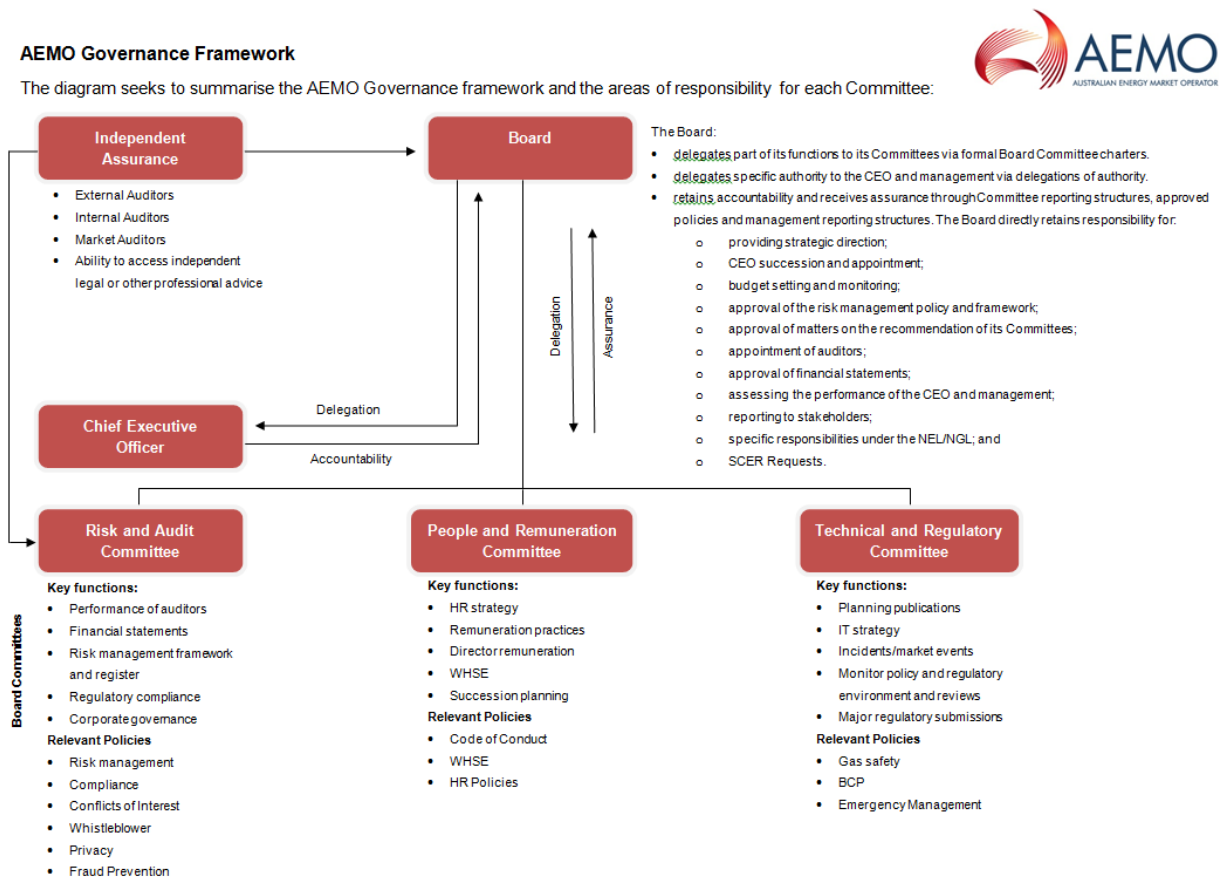 AEMO Governance Framework
AEMO
AUSTRALIAN ENERGY MARKET OPERATOR
The diagram seeks to summarise the AEMO Governance framework and the areas of responsibility for each Committee:
Independent
Assurance
• External Auditors
• Internal Auditors
• Market Auditors
• Ability to access independent
legal or other professional advice
Board
The Board:
• delegates part of its functions to its Committees via formal Board Committee charters.
• delegates specific authority to the CEO and management via delegations of authority.
• retains accountability and receives assurance through Committee reporting structures, approved
policies and management reporting structures. The Board directly retains responsibility for:
o providing strategic direction;
o CEO succession and appointment;
o budget setting and monitoring;
o approval of the risk management policy and framework;
o approval of matters on the recommendation of its Committees;
o appointment of auditors;
o approval of financial statements;
o assessing the performance of the CEO and management;
o reporting to stakeholders;
o specific responsibilities under the NEL/NGL; and
o SCER Requests.
Delegation
Assurance
Chief Executive
Officer
Delegation
Accountability
Board Committees
Risk and Audit
Committee
Key functions:
• Performance of auditors
• Financial statements
• Risk management framework
and register
• Regulatory compliance
• Corporate governance
Relevant Policies
• Risk management
• Compliance
• Conflicts of Interest
• Whistleblower
• Privacy
• Fraud Prevention
People and Remuneration
Committee
Key functions:
• HR strategy
• Remuneration practices
• Director remuneration
• WHSE
• Succession planning
Relevant Policies
• Code of Conduct
• WHSE
• HR Policies
Technical and Regulatory
Committee
Key functions:
• Planning publications
• IT strategy
• Incidents/market events
• Monitor policy and regulatory
environment and reviews
• Major regulatory submissions
Relevant Policies
• Gas safety
• BCP
• Emergency Management